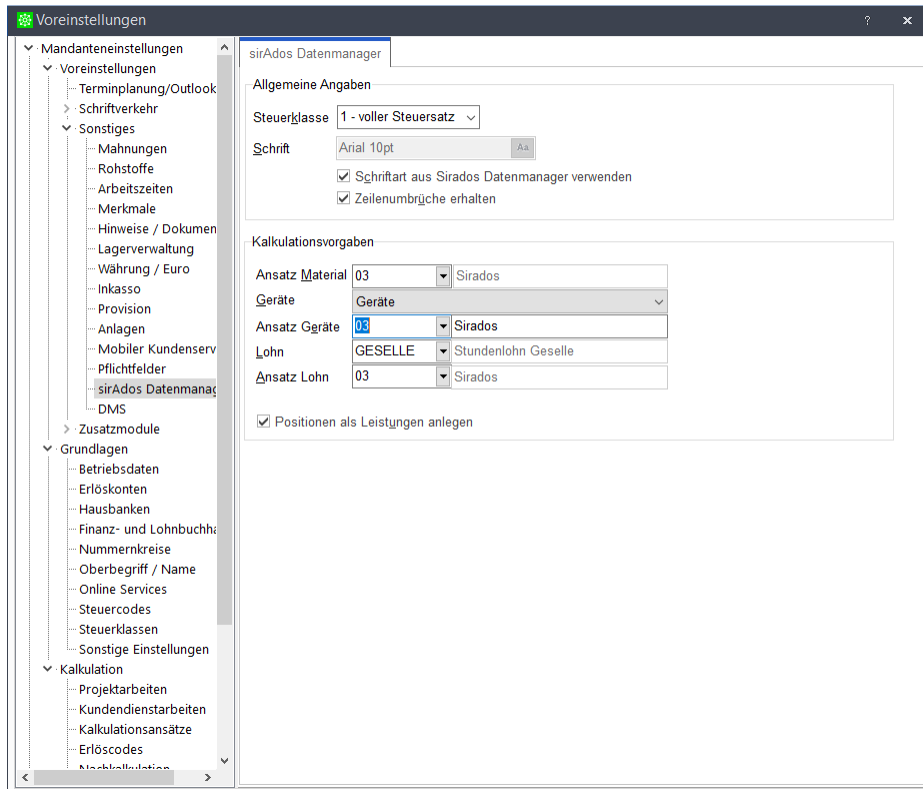 Voreinstellungen ? ×
Mandanteneinstellungen
Voreinstellungen
Terminplanung/Outlook
Schriftverkehr
Sonstiges
Mahnungen
Rohstoffe
Arbeitszeiten
Merkmale
Hinweise / Dokumen
Lagerverwaltung
Währung / Euro
Inkasso
Provision
Anlagen
Mobiler Kundenserv
Pflichtfelder
sirAdos Datenmanag
DMS
Zusatzmodule
Grundlagen
Betriebsdaten
Erlöskonten
Hausbanken
Finanz- und Lohnbuchha
Nummernkreise
Oberbegriff / Name
Online Services
Steuercodes
Steuerklassen
Sonstige Einstellungen
Kalkulation
Projektarbeiten
Kundendienstarbeiten
Kalkulationsansätze
Erlöscodes
Nachkalkulation
sirAdos Datenmanager
Allgemeine Angaben
Steuerklasse 1 - voller Steuersatz
Schrift Arial 10pt Aa
Schriftart aus Sirados Datenmanager verwenden
Zeilenumbrüche erhalten
Kalkulationsvorgaben
Ansatz Material 03 Sirados
Geräte Geräte
Ansatz Geräte 03 Sirados
Lohn GESELLE Stundenlohn Geselle
Ansatz Lohn 03 Sirados
Positionen als Leistungen anlegen